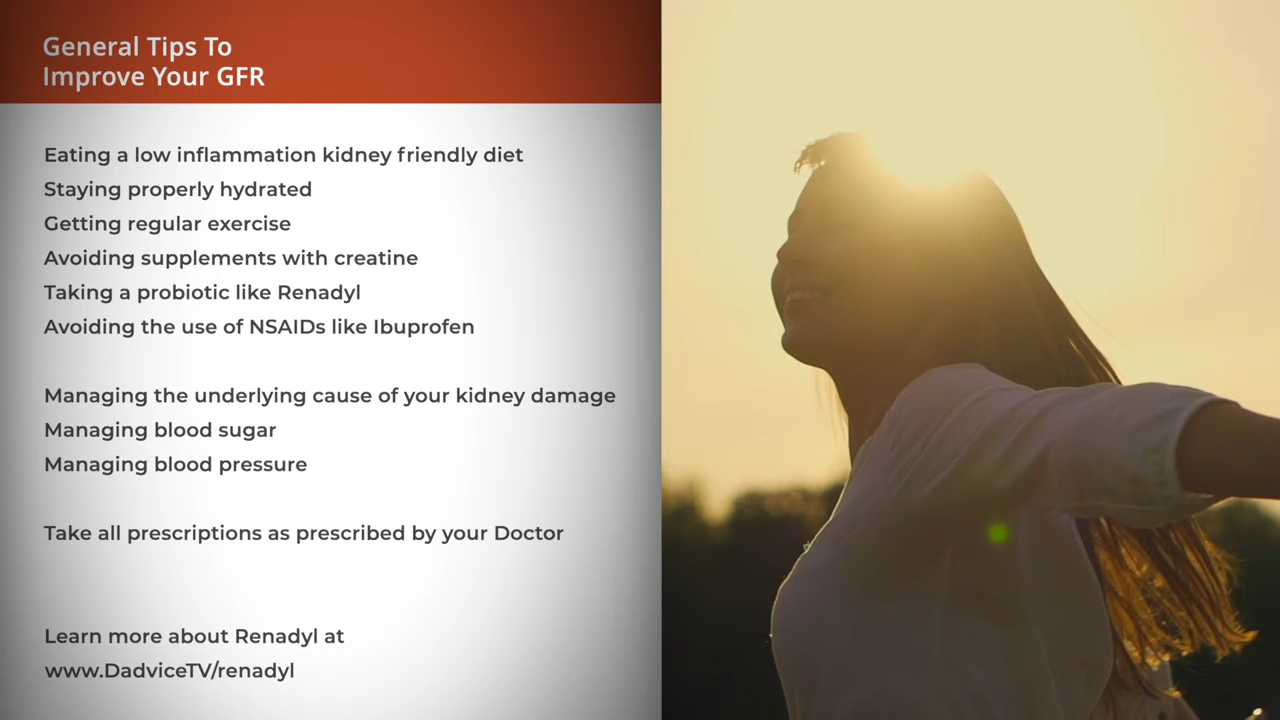 General Tips To
Improve Your GFR
Eating a low inflammation kidney friendly diet
Staying properly hydrated
Getting regular exercise
Avoiding supplements with creatine
Taking a probiotic like Renadyl
Avoiding the use of NSAIDs like Ibuprofen
Managing the underlying cause of your kidney damage
Managing blood sugar
Managing blood pressure
Take all prescriptions as prescribed by your Doctor
Learn more about Renadyl at
www.DadviceTV/renadyl